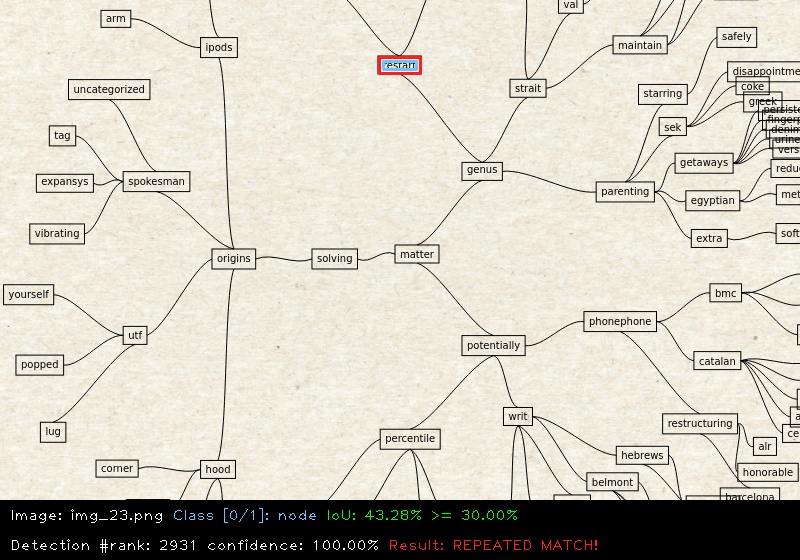 val
arm
safely
maintain
ipods
restart
disappointme
coke
strait
uncategorized
starring
greek
persiste
fingerp
sek
denim
tag
urine
vers
getaways
reduc
genus
expansys
spokesman
parenting
met
egyptian
vibrating
extra
soft
matter
origins
solving
yourself
bmc
phonephone
utf
potentially
popped
catalan
writ
a
restructuring
lug
ce
percentile
alr
hebrews
corner
hood
honorable
belmont
barcelona
Image: img_23.png Class [0/1]: node IoU: 43.28% >= 30.00%
Detection #rank: 2931 confidence: 100.00% Result: REPEATED MATCH!